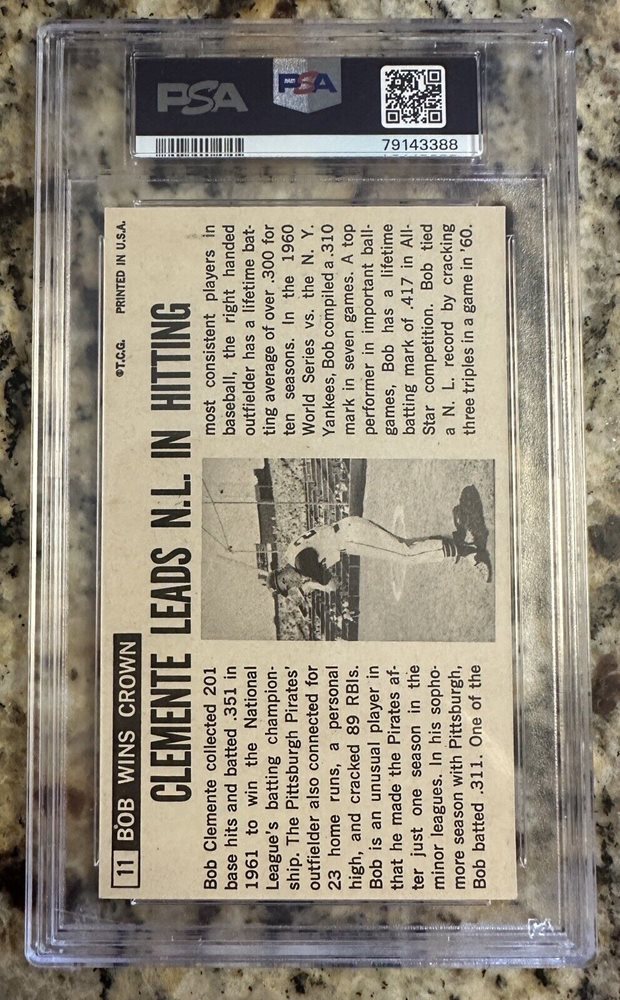 PSA
PSA
79143388
11 BOB WINS CROWN
©T.C.G. PRINTED IN U.S.A.
CLEMENTE LEADS N.L. IN HITTING
Bob Clemente collected 201
base hits and batted .351 in
1961 to win the National
League's batting champion-
ship. The Pittsburgh Pirates'
outfielder also connected for
23 home runs, a personal
high, and cracked 89 RBIs.
Bob is an unusual player in
that he made the Pirates af-
ter just one season in the
minor leagues. In his sopho-
more season with Pittsburgh,
Bob batted .311. One of the
most consistent players in
baseball, the right handed
outfielder has a lifetime bat-
ting average of over .300 for
ten seasons. In the 1960
World Series vs. the N. Y.
Yankees, Bob compiled a .310
mark in seven games. A top
performer in important ball-
games, Bob has a lifetime
batting mark of .417 in All-
Star competition. Bob tied
a N. L. record by cracking
three triples in a game in '60.